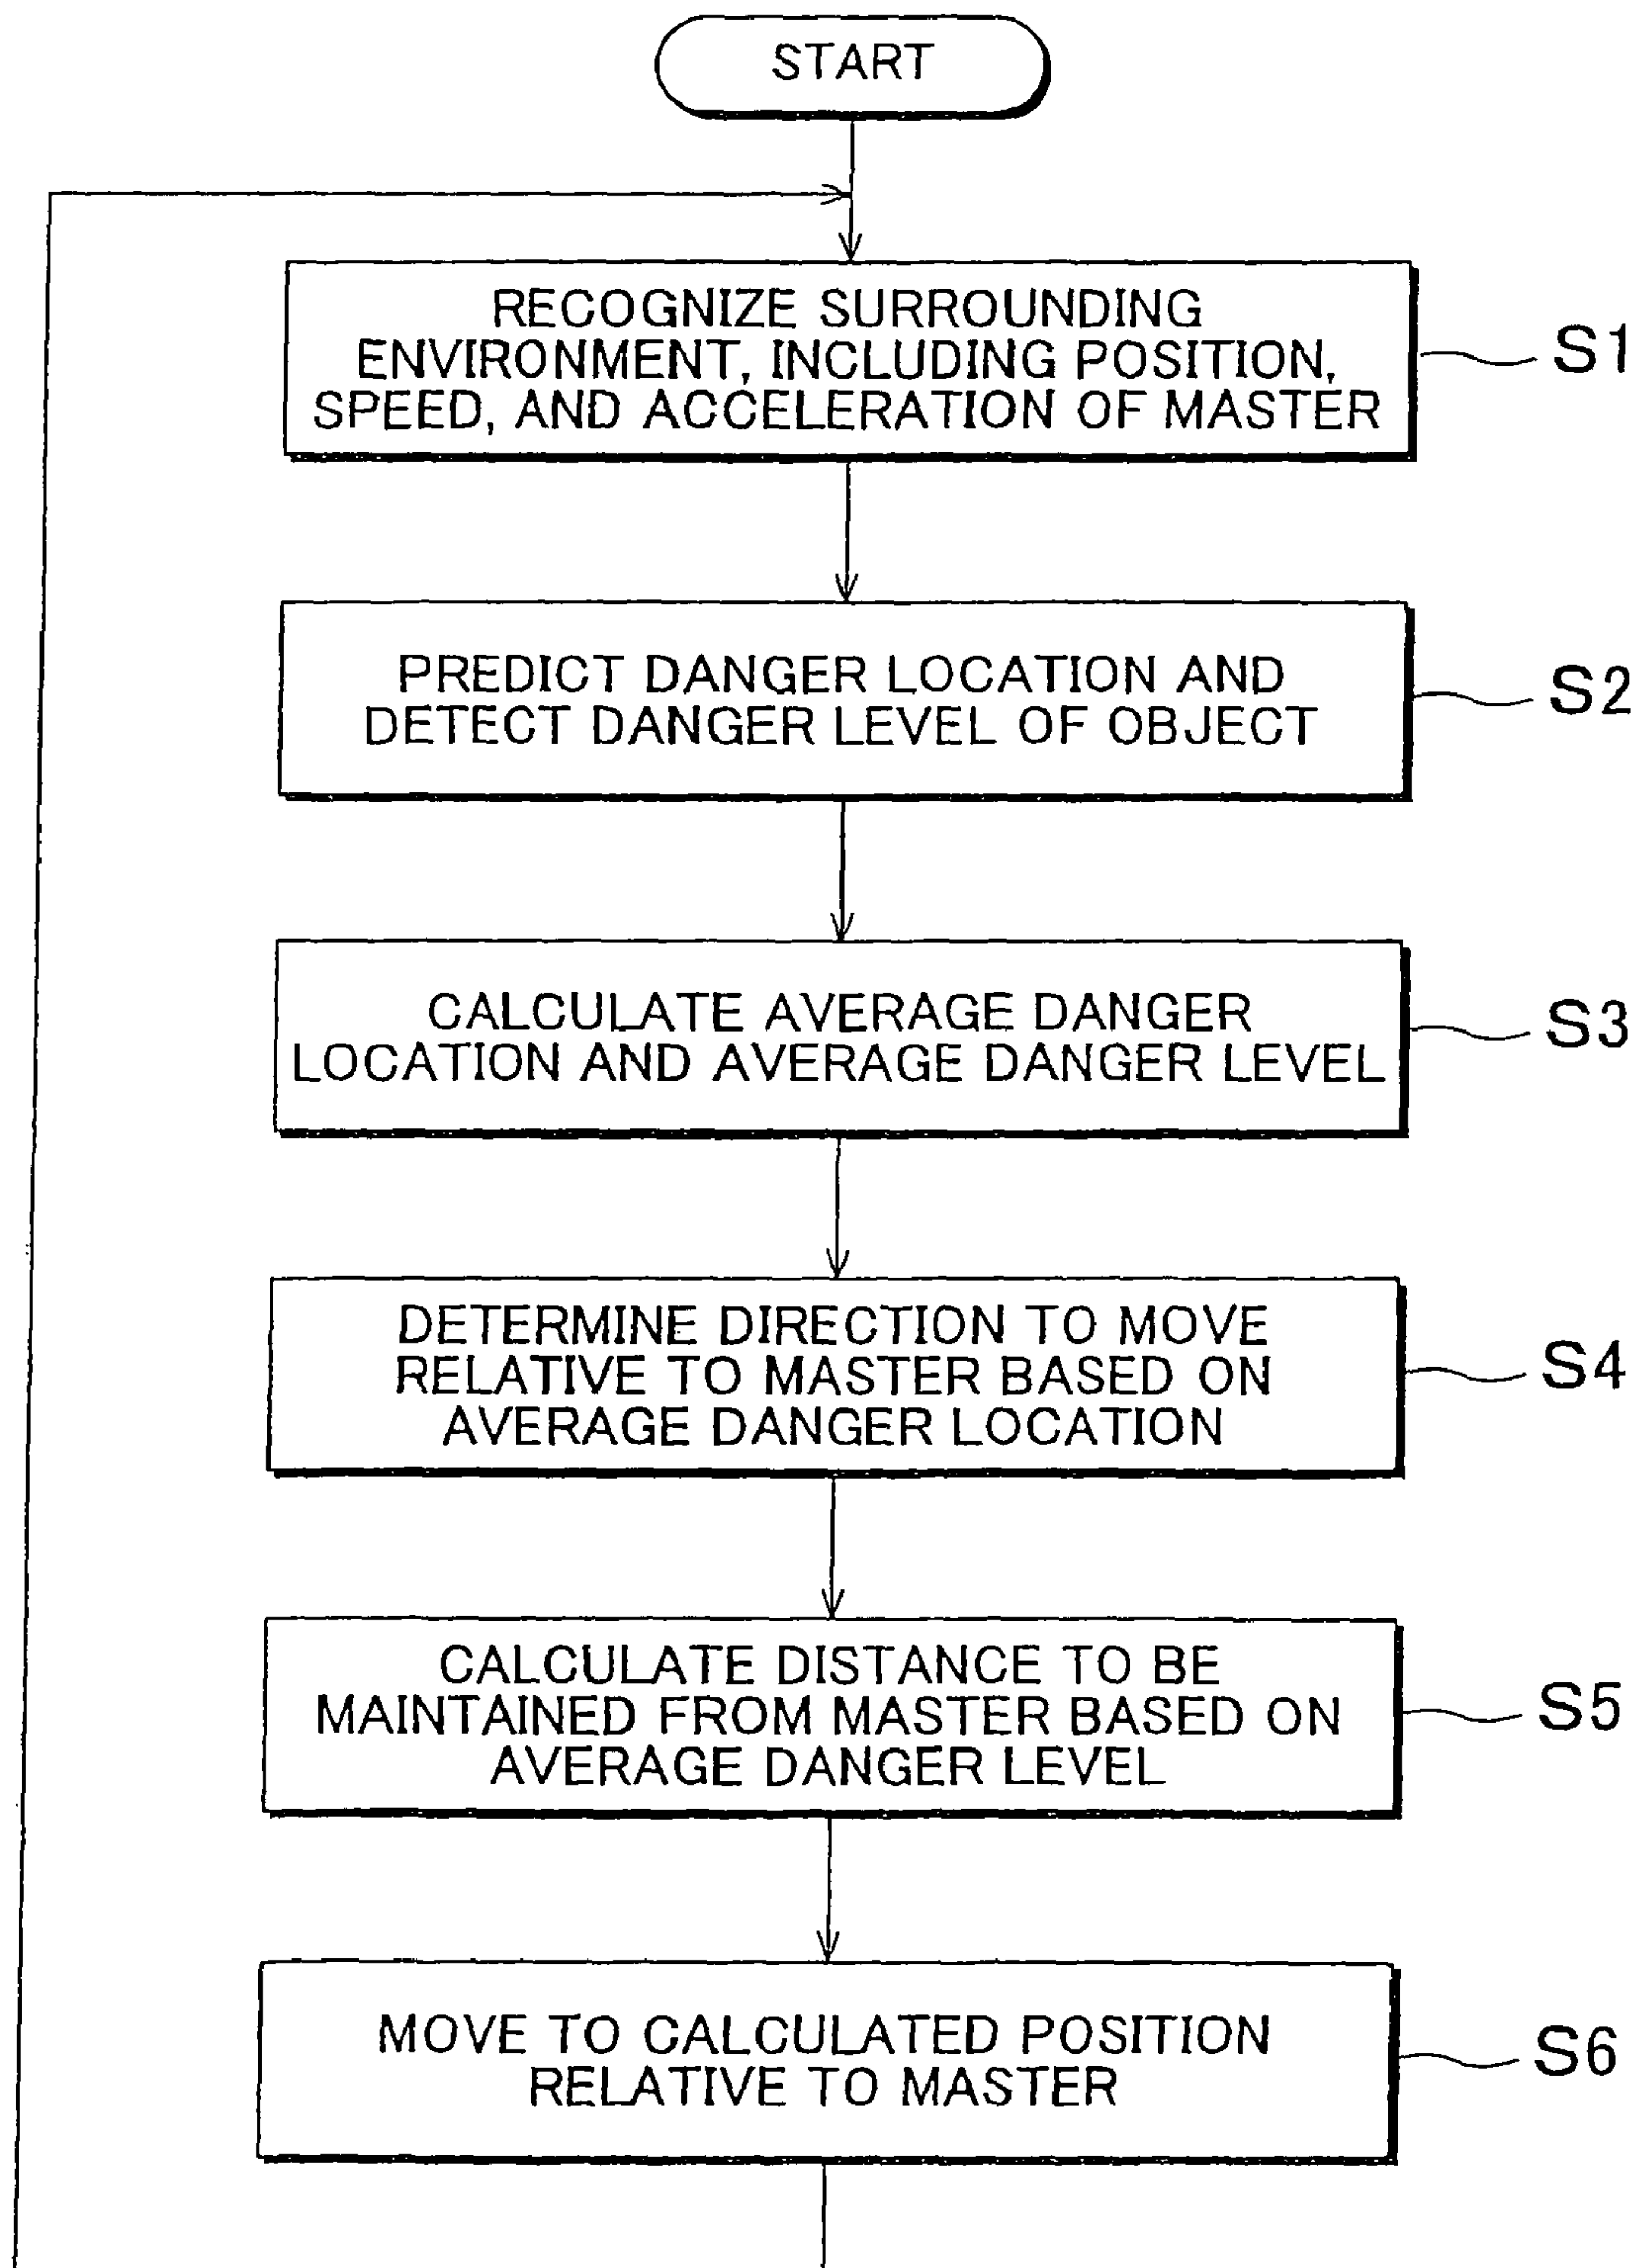 START
RECOGNIZE SURROUNDING
ENVIRONMENT, INCLUDING POSITION,
SPEED, AND ACCELERATION OF MASTER
S1
PREDICT DANGER LOCATION AND
DETECT DANGER LEVEL OF OBJECT
S2
CALCULATE AVERAGE DANGER
LOCATION AND AVERAGE DANGER LEVEL
S3
DETERMINE DIRECTION TO MOVE
RELATIVE TO MASTER BASED ON
AVERAGE DANGER LOCATION
S4
CALCULATE DISTANCE TO BE
MAINTAINED FROM MASTER BASED ON
AVERAGE DANGER LEVEL
S5
MOVE TO CALCULATED POSITION
RELATIVE TO MASTER
S6